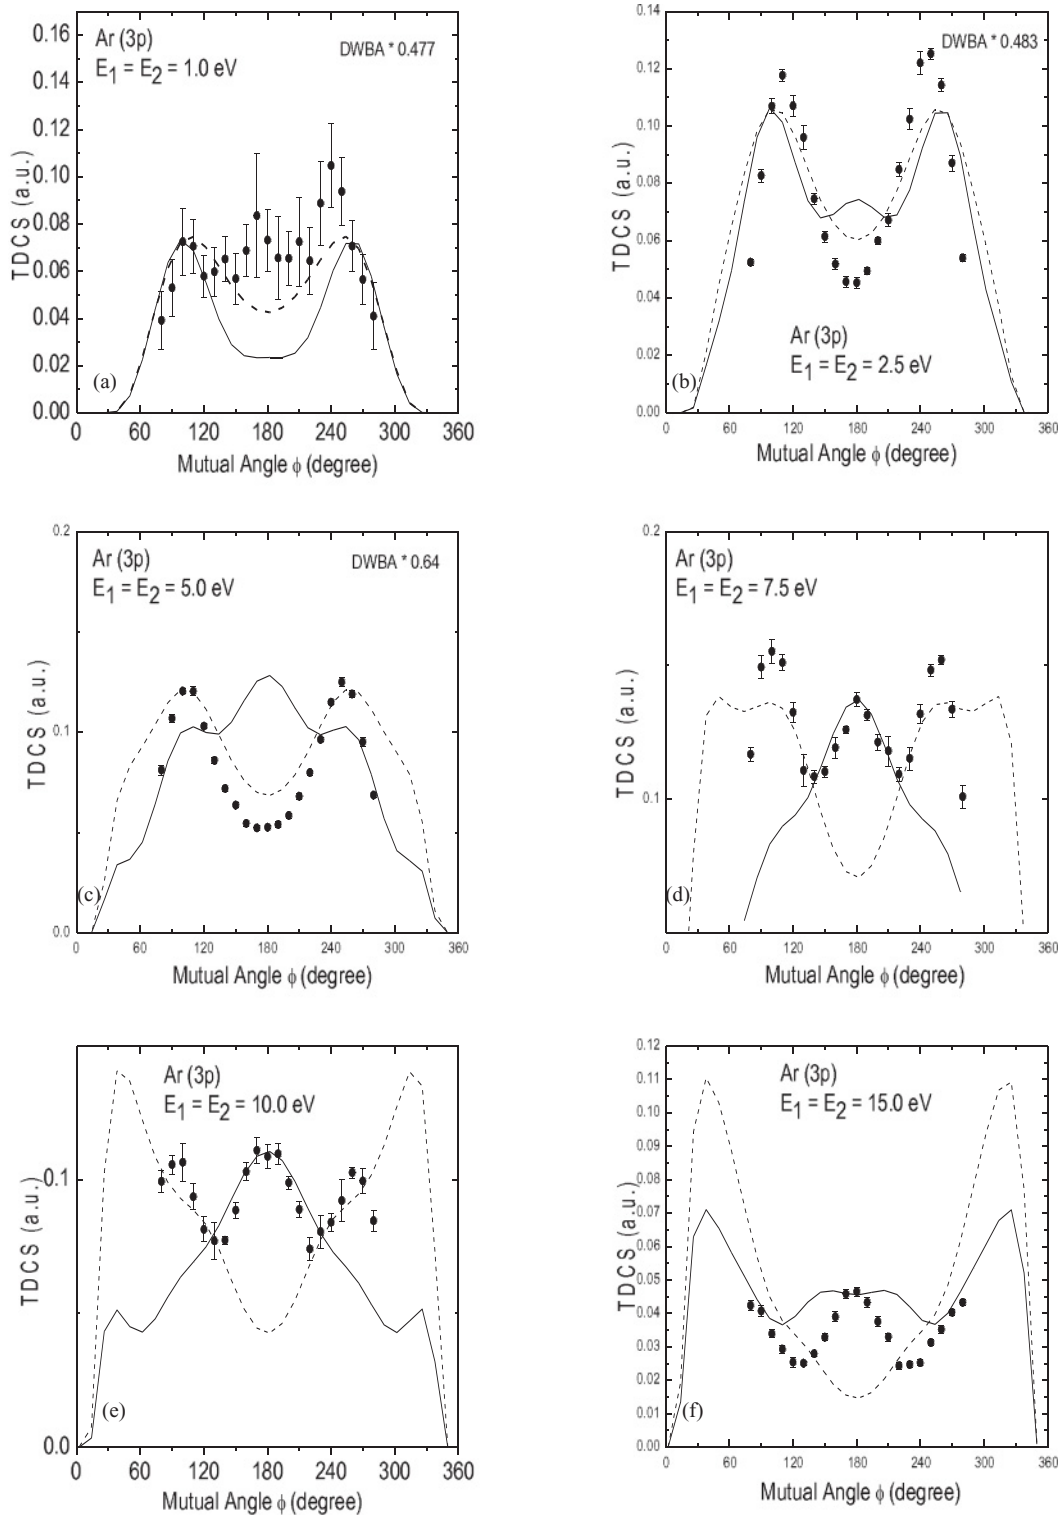 Ar (3p)
E1 = E2 = 1.0 eV
DWBA * 0.477
TDCS (a.u.)
0.16
0.14
0.12
0.10
0.08
0.06
0.04
0.02
0.00
(a)
0 60 120 180 240 300 360
Mutual Angle ϕ (degree)
DWBA * 0.483
TDCS (a.u.)
0.14
0.12
0.10
0.08
0.06
0.04
0.02
0.00
Ar (3p)
E1 = E2 = 2.5 eV
(b)
0 60 120 180 240 300 360
Mutual Angle ϕ (degree)
Ar (3p)
E1 = E2 = 5.0 eV
DWBA * 0.64
TDCS (a.u.)
0.2
0.1
0.0
(c)
0 60 120 180 240 300 360
Mutual Angle ϕ (degree)
Ar (3p)
E1 = E2 = 7.5 eV
TDCS (a.u.)
0.2
0.1
(d)
0 60 120 180 240 300 360
Mutual Angle ϕ (degree)
Ar (3p)
E1 = E2 = 10.0 eV
TDCS (a.u.)
0.1
0.0
(e)
0 60 120 180 240 300 360
Mutual Angle ϕ (degree)
Ar (3p)
E1 = E2 = 15.0 eV
TDCS (a.u.)
0.12
0.11
0.10
0.09
0.08
0.07
0.06
0.05
0.04
0.03
0.02
0.01
0.00
(f)
0 60 120 180 240 300 360
Mutual Angle ϕ (degree)